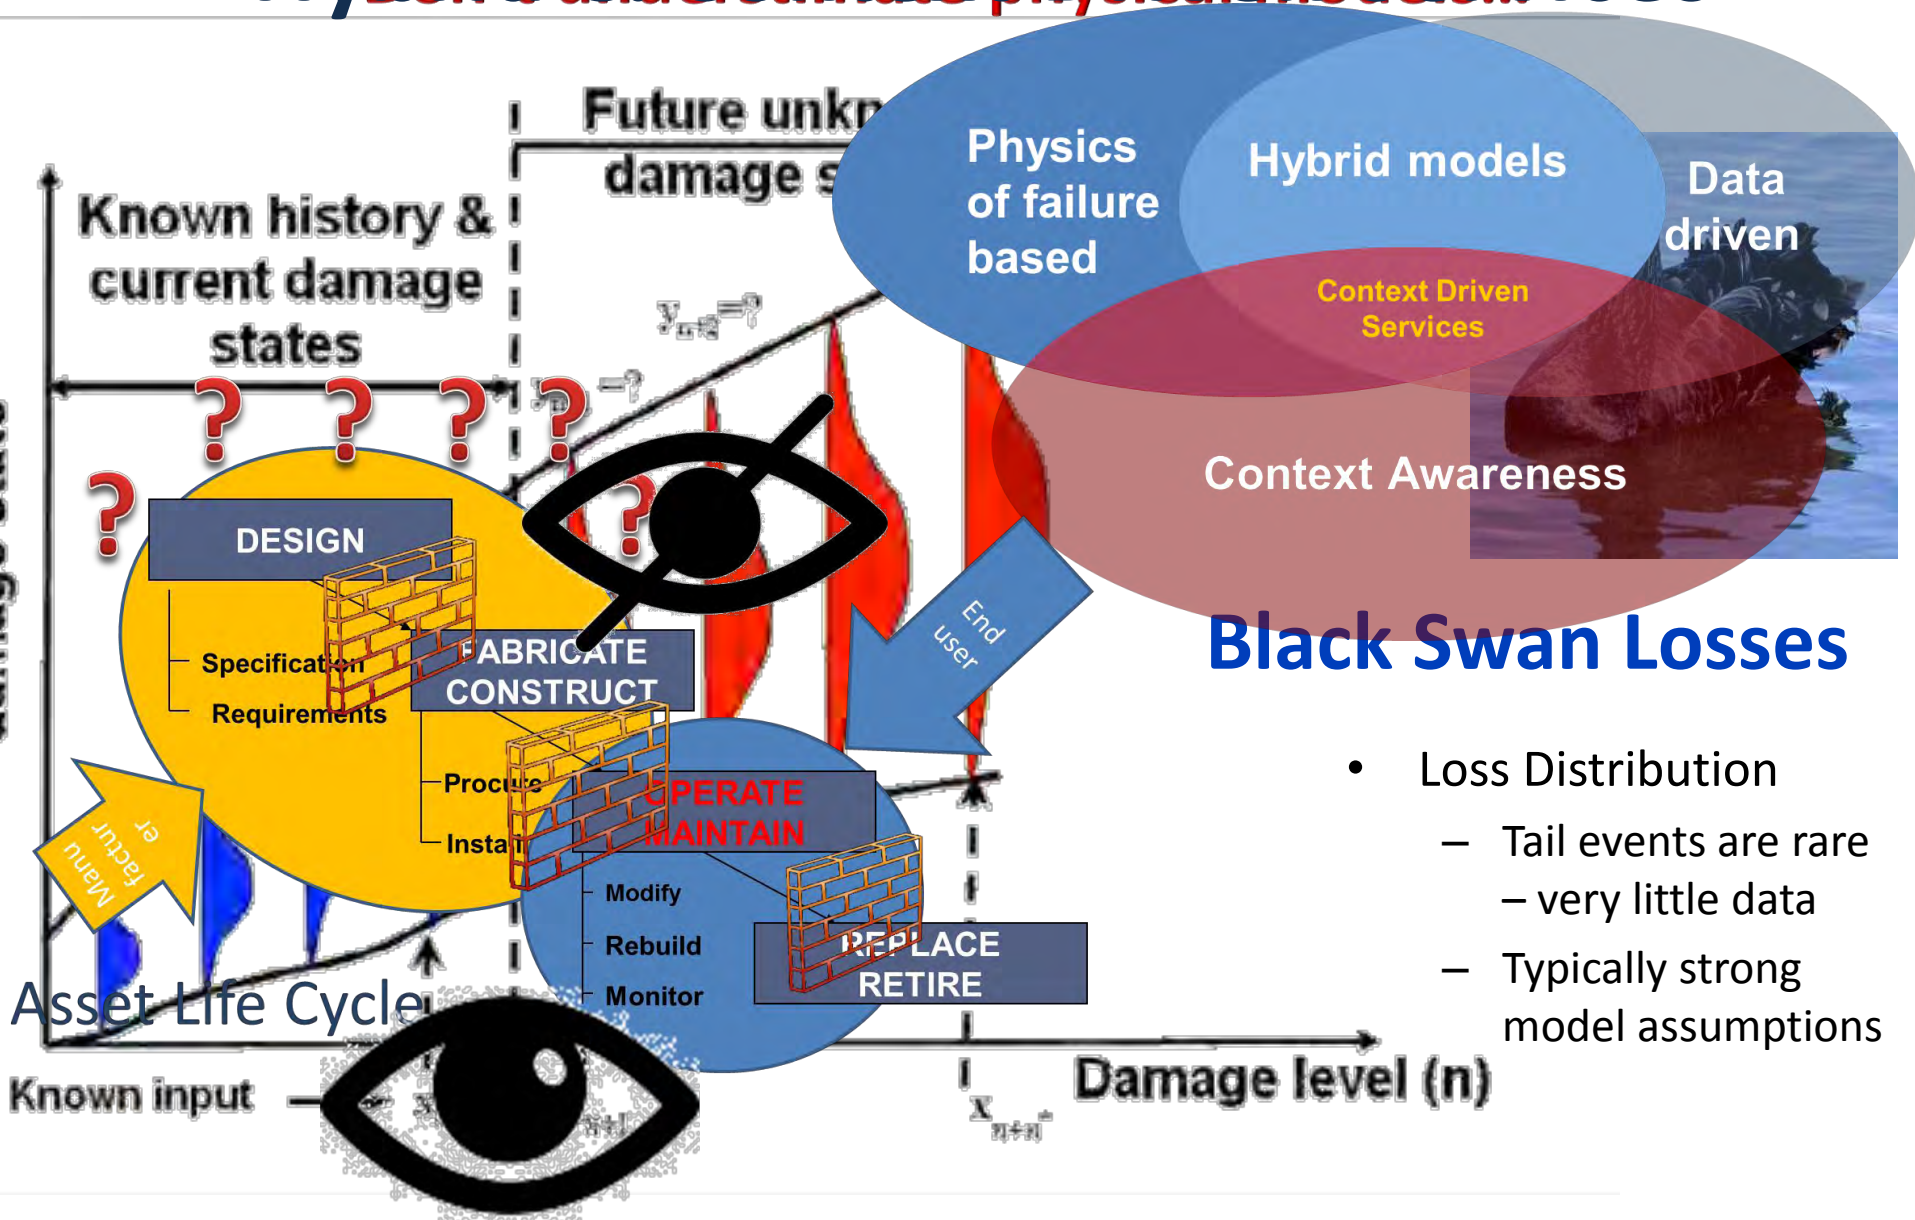 Future
damage
Known history &
current damage
states
Physics
of failure
based
Hybrid models
Data
driven
Context Driven
Services
Context Awareness
y_{n+2}=?
=?
? ? ? ?
? ?
DESIGN
Specification
Requirements
FABRICATE
CONSTRUCT
Procure
Install
OPERATE
MAINTAIN
Modify
Rebuild
Monitor
REPLACE
RETIRE
End
user
Manu
factur
er
Black Swan Losses
• Loss Distribution
– Tail events are rare
– very little data
– Typically strong
model assumptions
Asset Life Cycle
Known input
Damage level (n)